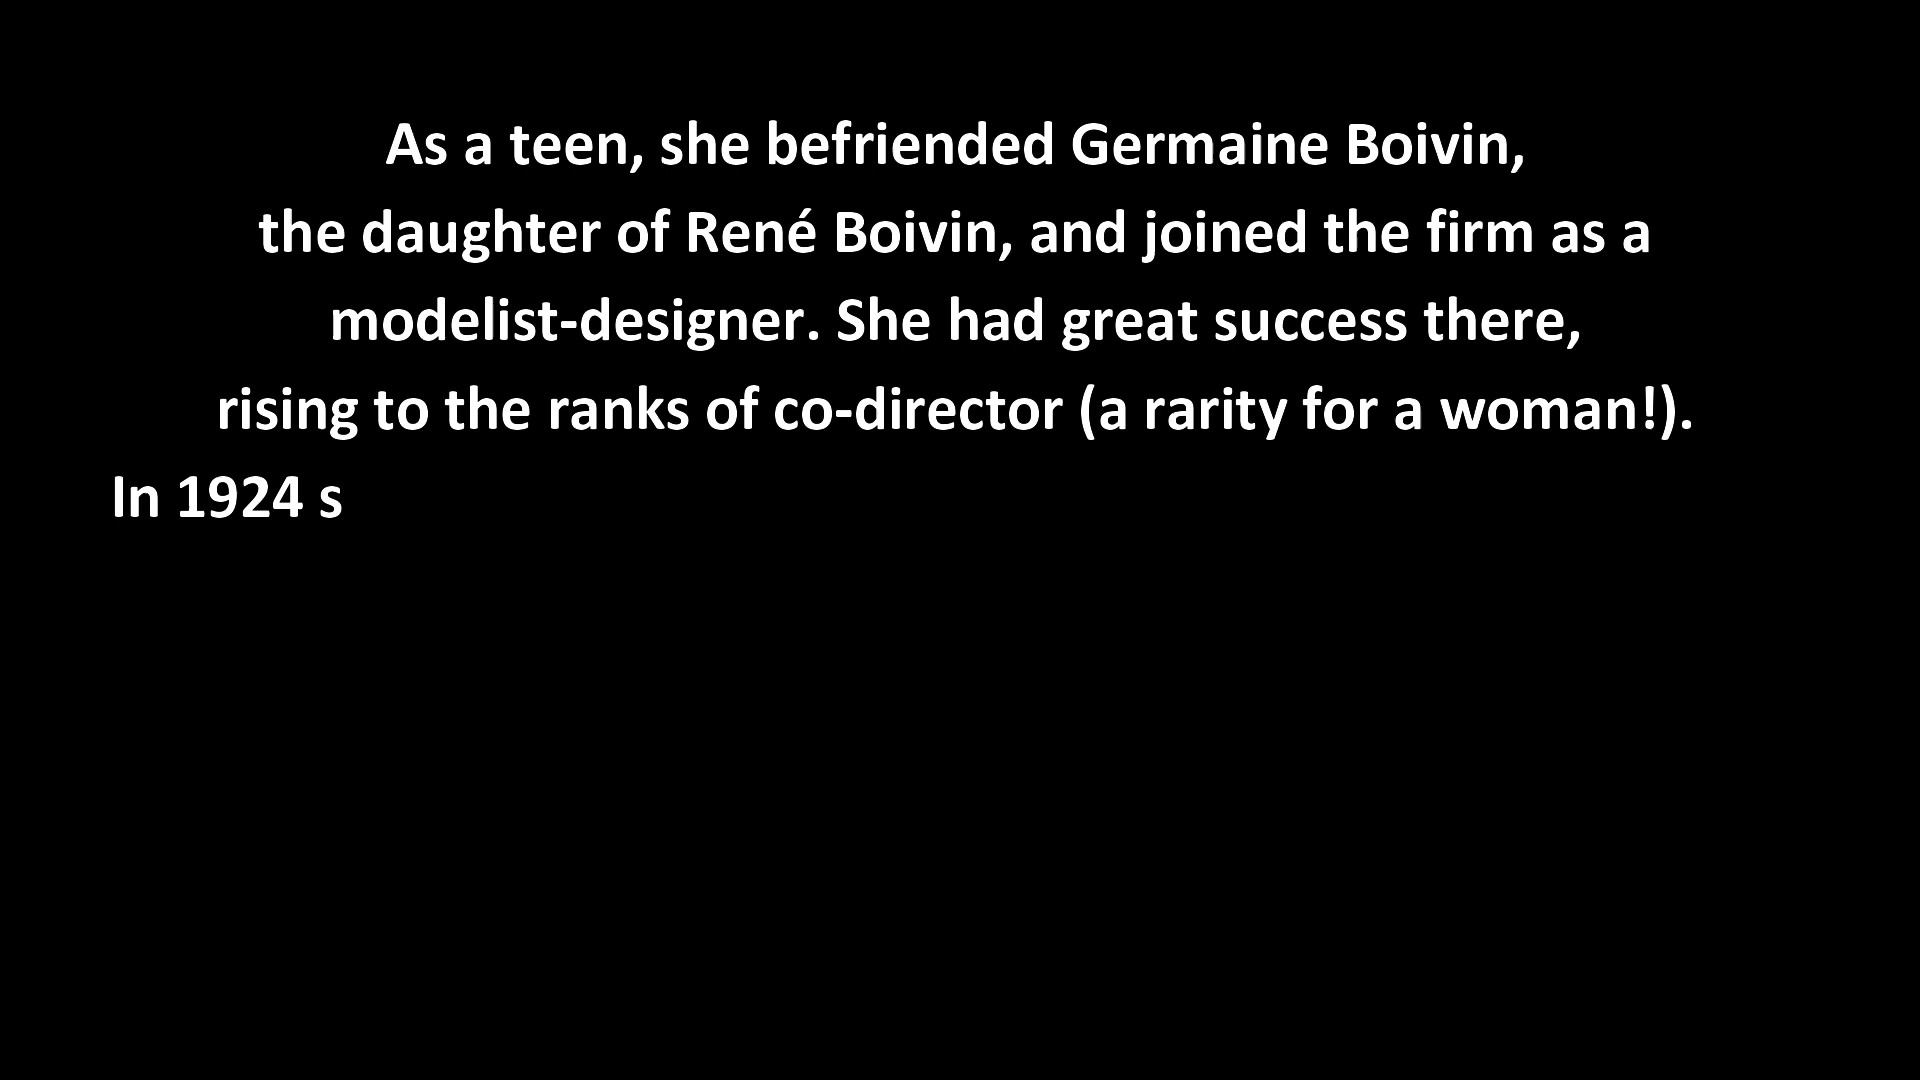 As a teen, she befriended Germaine Boivin,
the daughter of René Boivin, and joined the firm as a
modelist-designer. She had great success there,
rising to the ranks of co-director (a rarity for a woman!).
In 1924 s